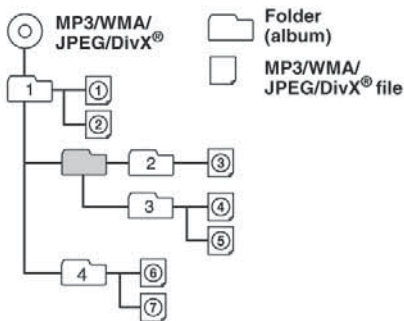 MP3/WMA/
JPEG/DivX®
Folder
(album)
MP3/WMA/
JPEG/DivX® file
1
①
②
2
③
3
④
⑤
4
⑥
⑦